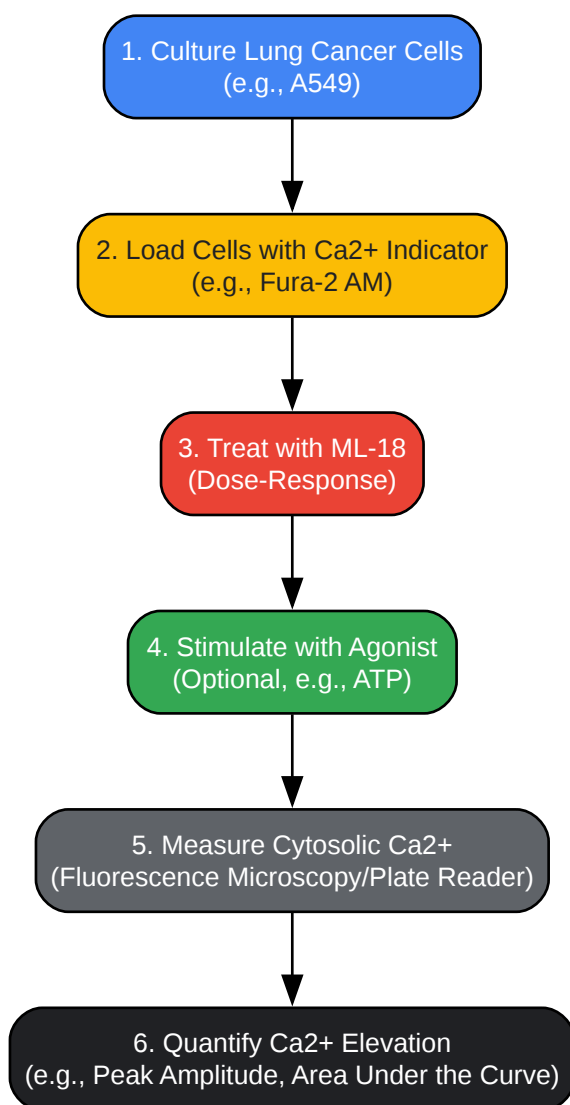 1. Culture Lung Cancer Cells
(e.g., A549)
2. Load Cells with Ca2+ Indicator
(e.g., Fura-2 AM)
3. Treat with ML-18
(Dose-Response)
4. Stimulate with Agonist
(Optional, e.g., ATP)
5. Measure Cytosolic Ca2+
(Fluorescence Microscopy/Plate Reader)
6. Quantify Ca2+ Elevation
(e.g., Peak Amplitude, Area Under the Curve)